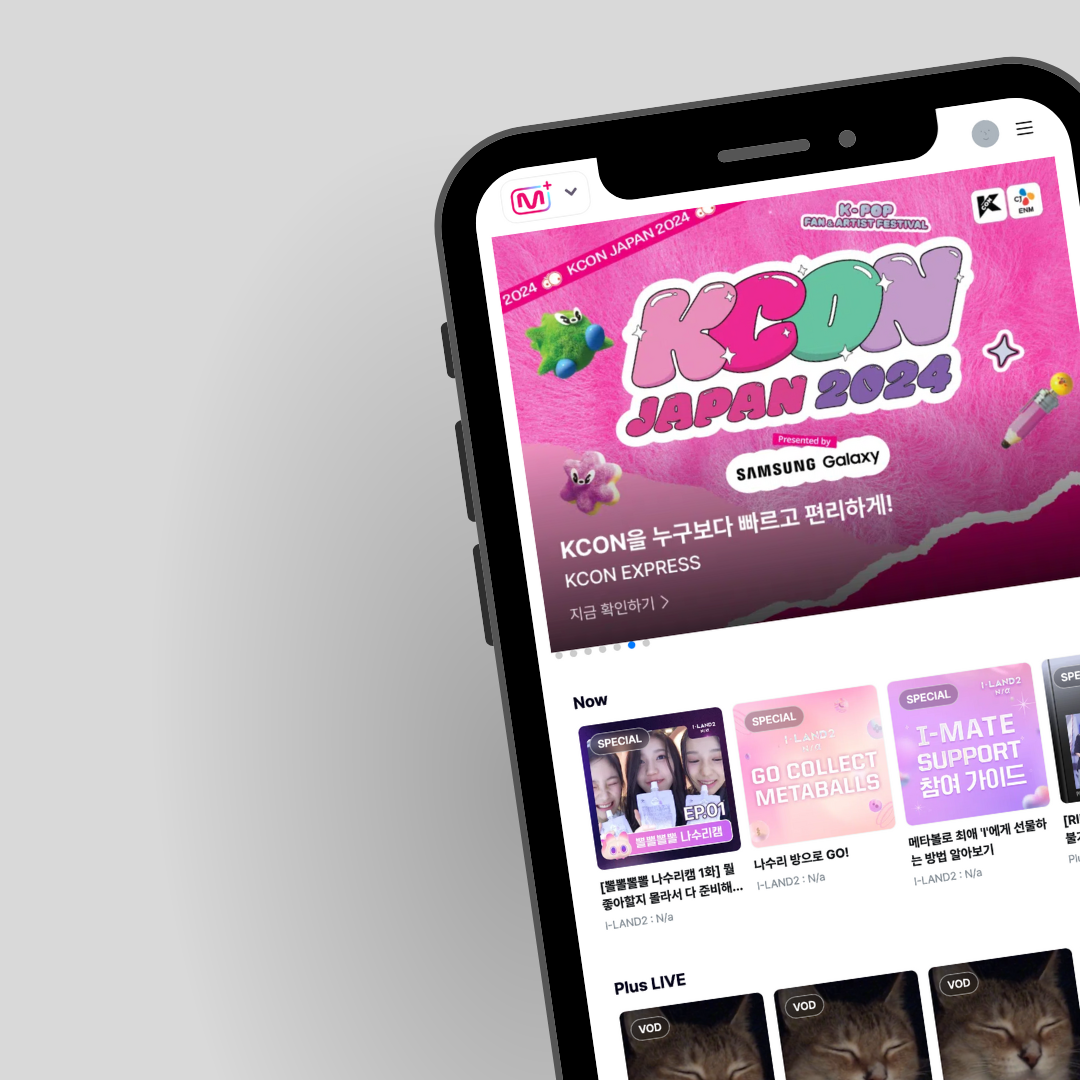 M+
2024
KCON JAPAN 2024
K-POP
FAN & ARTIST FESTIVAL
KCON
CJ
ENM
KCON
JAPAN 2024
Presented by
SAMSUNG Galaxy
KCON을 누구보다 빠르고 편리하게!
KCON EXPRESS
지금 확인하기 >
Now
SPECIAL
I-LAND2
N/a
EP.01
뽈뽈뽈뽈 나수리캠
[뽈뽈뽈뽈 나수리캠 1화] 뭘
좋아할지 몰라서 다 준비해...
I-LAND2 : N/a
SPECIAL
I-LAND2
N/a
GO COLLECT
METABALLS
나수리 방으로 GO!
I-LAND2 : N/a
SPECIAL
I-LAND2
N/a
I-MATE
SUPPORT
참여 가이드
메타볼로 최애 'I'에게 선물하
는 방법 알아보기
I-LAND2 : N/a
SPE
[RI
Plu
Plus LIVE
VOD
VOD
VOD